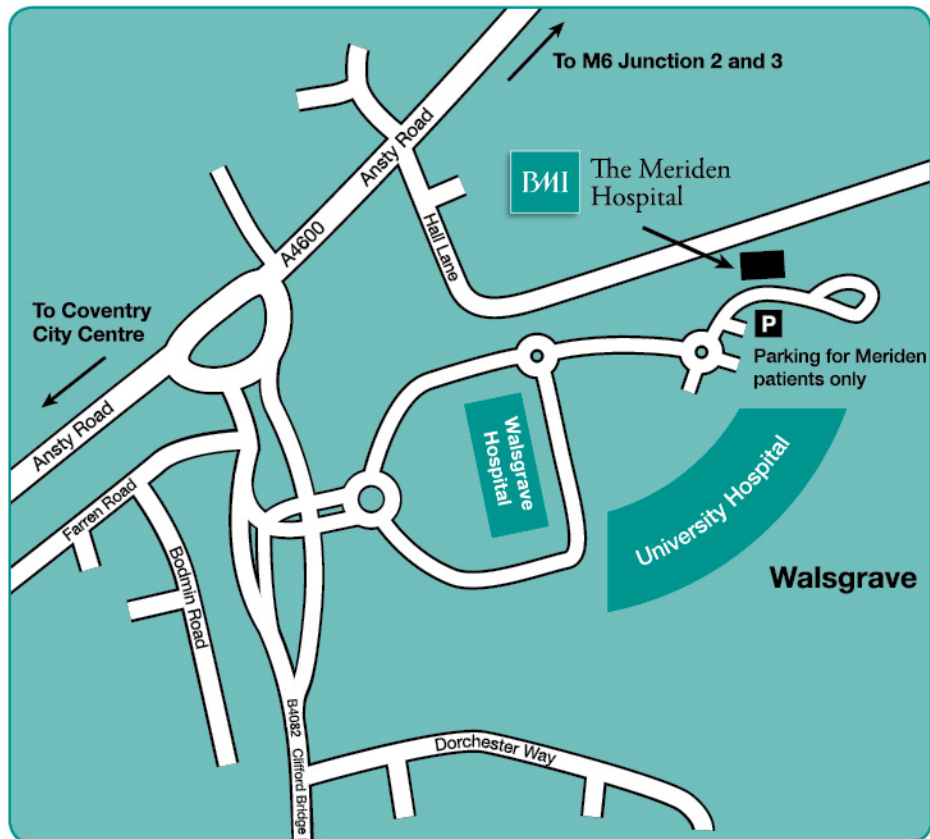 To M6 Junction 2 and 3
Ansty Road
BMI
The Meriden
Hospital
A4600
Hall Lane
To Coventry
City Centre
P
Parking for Meriden
patients only
Ansty Road
Walsgrave
Hospital
University Hospital
Farren Road
Walsgrave
Bodmin Road
B4082
Clifford Bridge
Dorchester Way